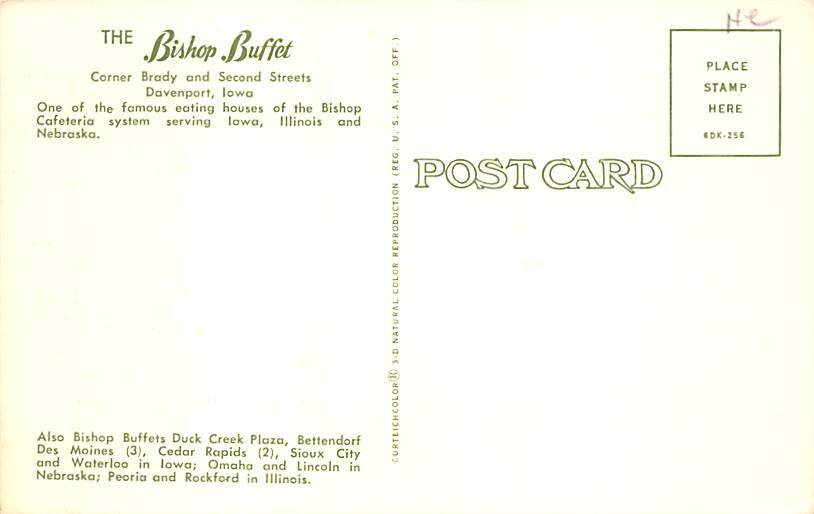 THE Bishop Buffet
Corner Brady and Second Streets
Davenport, Iowa
One of the famous eating houses of the Bishop
Cafeteria system serving Iowa, Illinois and
Nebraska.
Also Bishop Buffets Duck Creek Plaza, Bettendorf
Des Moines (3), Cedar Rapids (2), Sioux City
and Waterloo in Iowa; Omaha and Lincoln in
Nebraska; Peoria and Rockford in Illinois.
CURTEICHCOLOR® 3-D NATURAL COLOR REPRODUCTION (REG. U. S. A. PAT. OFF.)
POST CARD
PLACE
STAMP
HERE
6DK-256